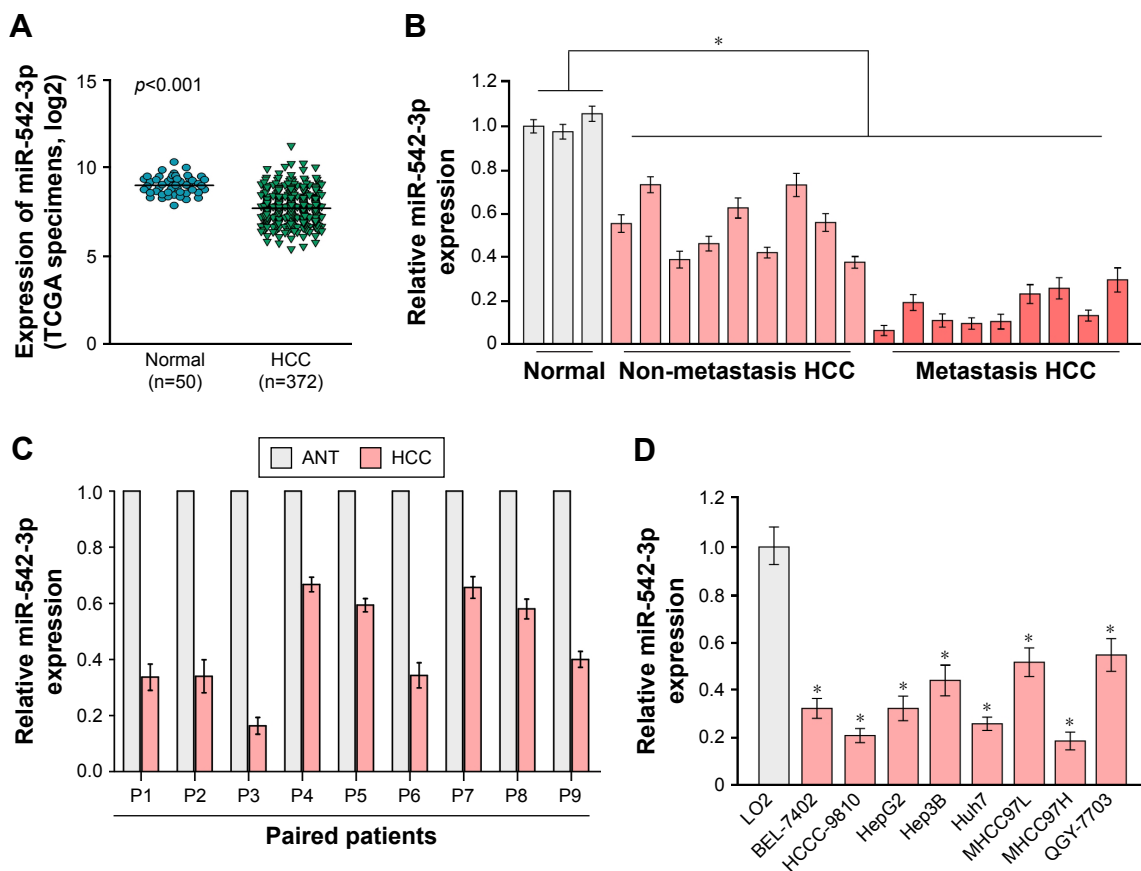 A
Expression of miR-542-3p
(TCGA specimens, log2)
15
10
5
0
p<0.001
Normal
(n=50)
HCC
(n=372)
B
Relative miR-542-3p
expression
1.2
1.0
0.8
0.6
0.4
0.2
0
*
Normal
Non-metastasis HCC
Metastasis HCC
C
ANT
HCC
Relative miR-542-3p
expression
1.0
0.8
0.6
0.4
0.2
0.0
P1
P2
P3
P4
P5
P6
P7
P8
P9
Paired patients
D
Relative miR-542-3p
expression
1.2
1.0
0.8
0.6
0.4
0.2
0
*
*
*
*
*
*
*
*
LO2
BEL-7402
HCCC-9810
HepG2
Hep3B
Huh7
MHCC97L
MHCC97H
QGY-7703